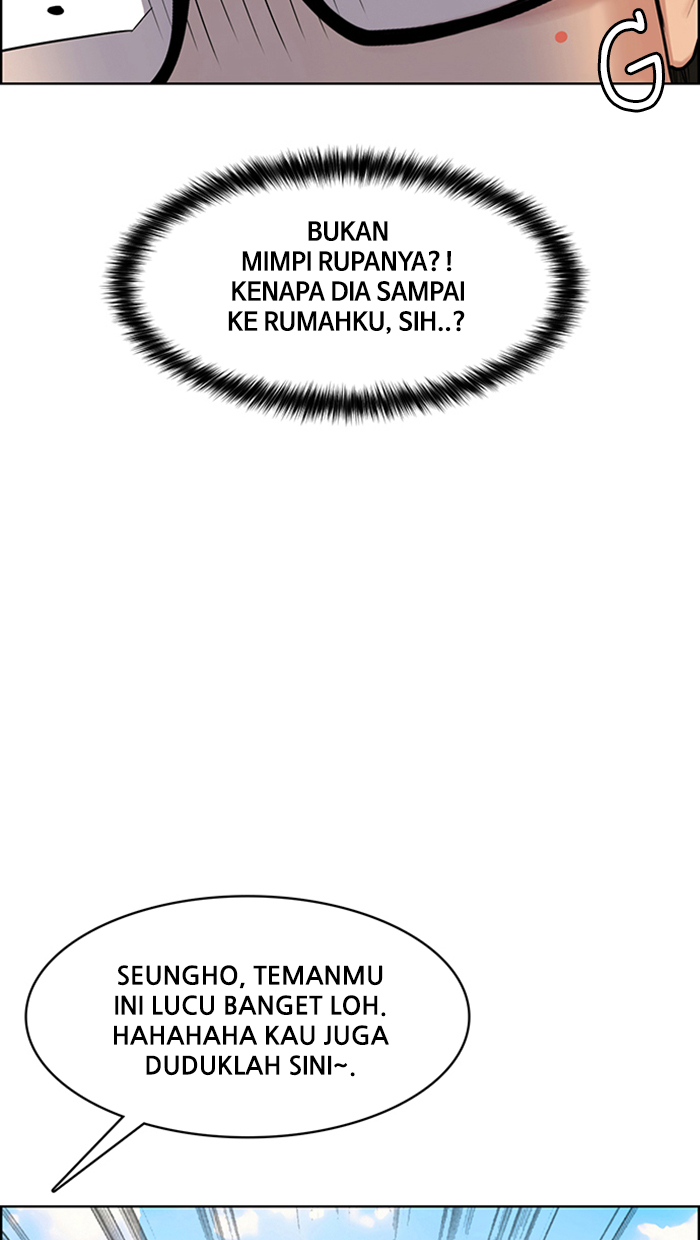 G
BUKAN
MIMPI RUPANYA?!
KENAPA DIA SAMPAI
KE RUMAHKU, SIH..?
SEUNGHO, TEMANMU
INI LUCU BANGET LOH.
HAHAHAHA KAU JUGA
DUDUKLAH SINI~.